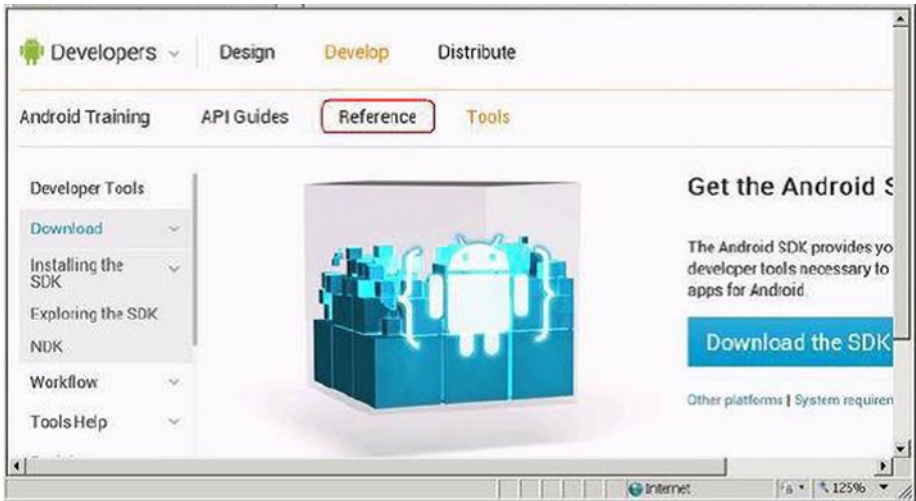 Developers Design Develop Distribute
Android Training API Guides Reference Tools
Developer Tools
Download
Installing the
SDK
Exploring the SDK
NDK
Workflow
Tools Help
Get the Android S
The Android SDK provides yo
developer tools necessary to
apps for Android.
Download the SDK
Other platforms | System requiren
Internet 125%